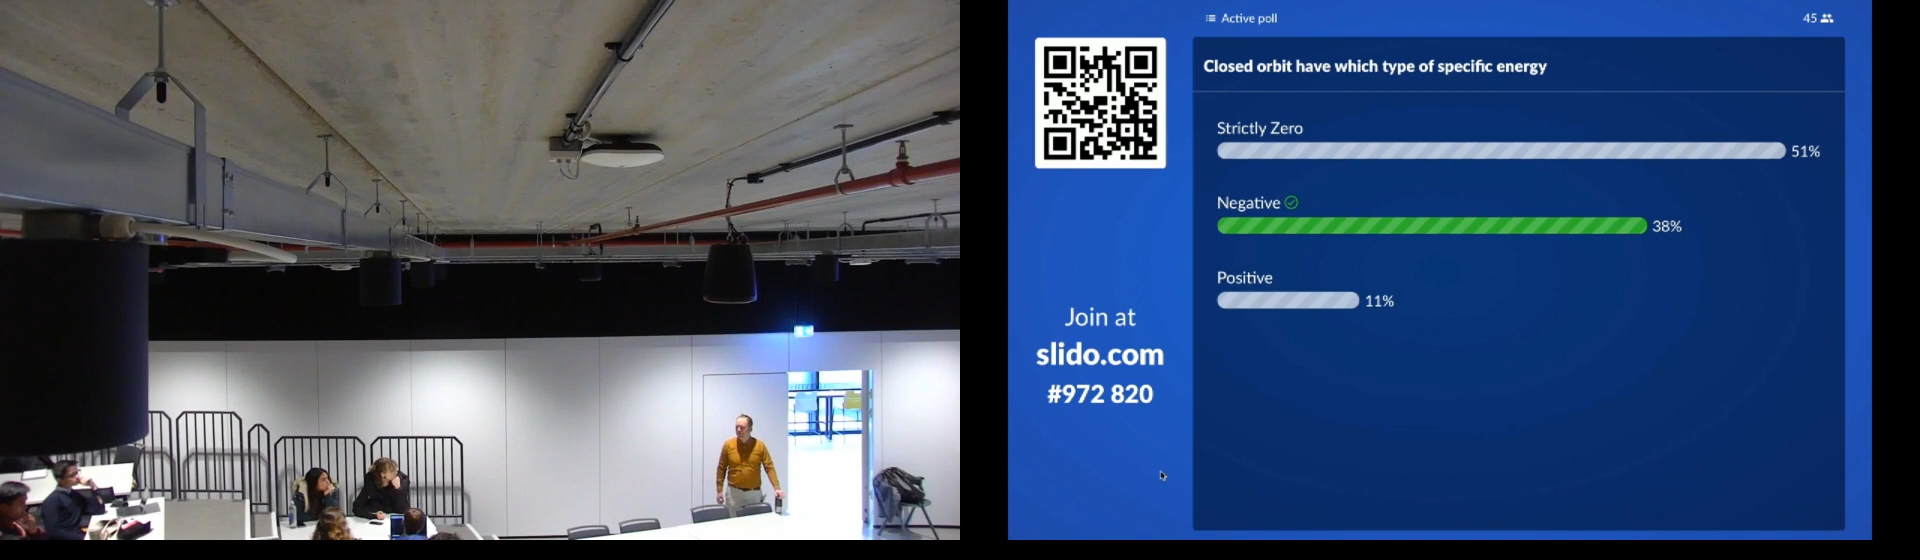 Active poll
45
Closed orbit have which type of specific energy
Strictly Zero
51%
Negative
38%
Positive
11%
Join at
slido.com
#972 820